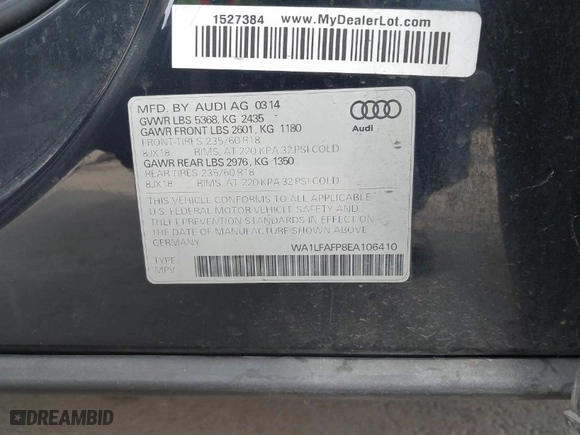 1527384
www.MyDealerLot.com
MFD. BY AUDI AG 0314
GVWR LBS 5368, KG 2435
GAWR FRONT LBS 2601, KG 1180
FRONT-TIRES 235/60 R18
8JX18 RIMS, AT 220 KPA 32 PSI COLD
GAWR REAR LBS 2976, KG 1350
REAR TIRES 235/60 R18
8JX18 RIMS, AT 220 KPA 32 PSI COLD
Audi
THIS VEHICLE CONFORMS TO ALL APPLICABLE
U.S. FEDERAL MOTOR VEHICLE SAFETY AND
THEFT PREVENTION STANDARDS IN EFFECT ON
THE DATE OF MANUFACTURE SHOWN ABOVE
GERMANY
WA1LFAFP8EA106410
TYPE:
MPV
DREAMBID